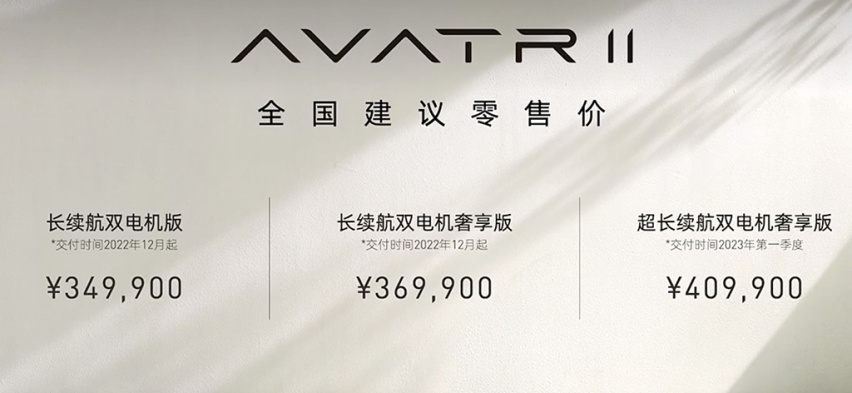 AVATR 11
全国建议零售价
长续航双电机版
*交付时间2022年12月起
¥349,900
长续航双电机奢享版
*交付时间2022年12月起
¥369,900
超长续航双电机奢享版
*交付时间2023年第一季度
¥409,900